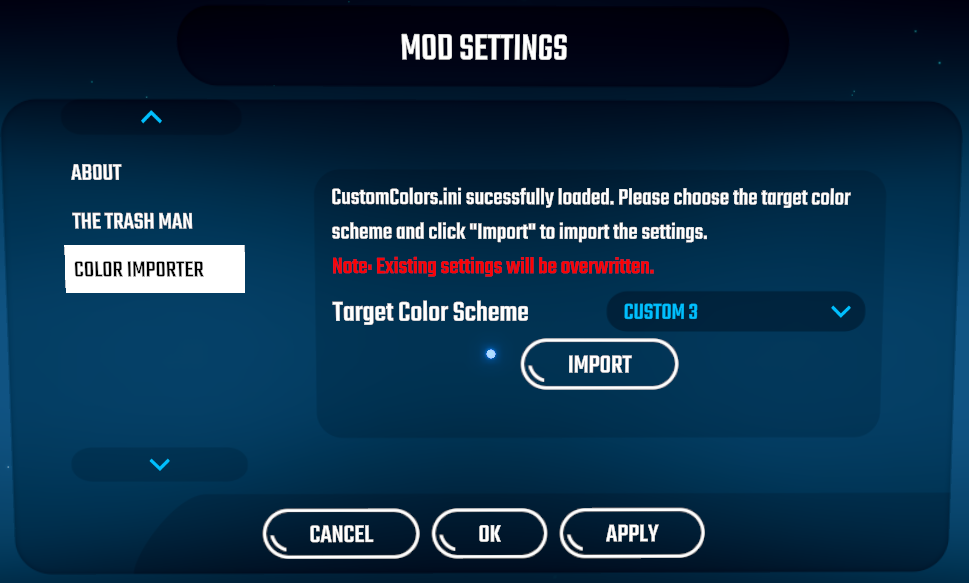 MOD SETTINGS
ABOUT
THE TRASH MAN
COLOR IMPORTER
CustomColors.ini sucessfully loaded. Please choose the target color
scheme and click "Import" to import the settings.
Note: Existing settings will be overwritten.
Target Color Scheme
CUSTOM 3
IMPORT
CANCEL
OK
APPLY